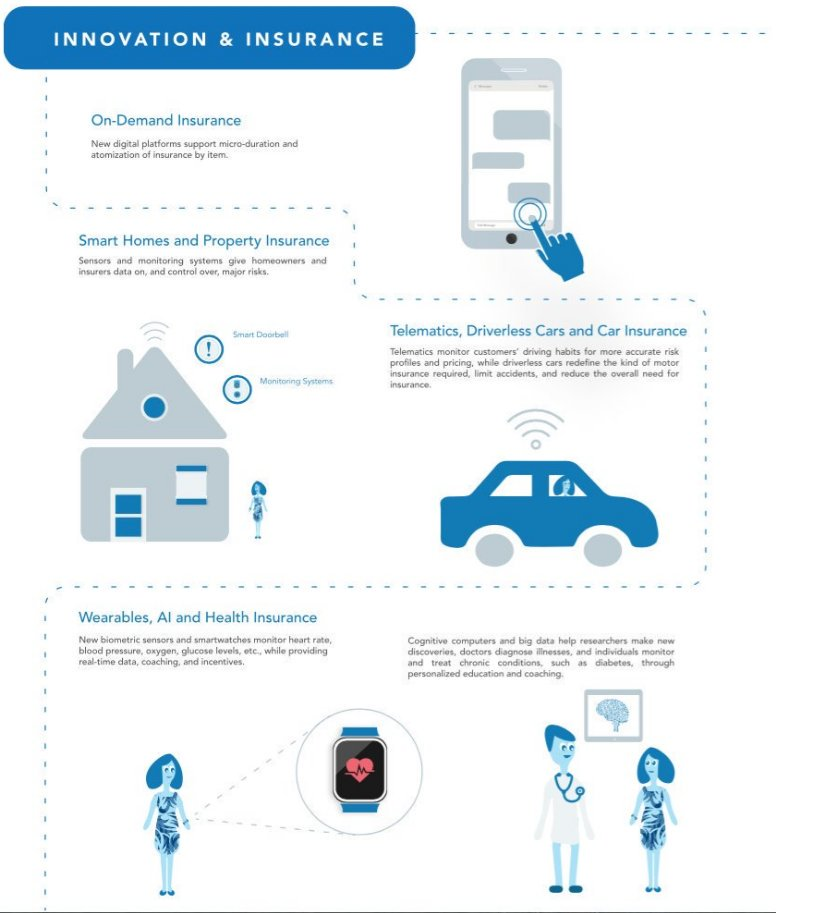 INNOVATION & INSURANCE
On-Demand Insurance
New digital platforms support micro-duration and
atomization of insurance by item.
Smart Homes and Property Insurance
Sensors and monitoring systems give homeowners and
insurers data on, and control over, major risks.
Smart Doorbell
Monitoring Systems
Telematics, Driverless Cars and Car Insurance
Telematics monitor customers' driving habits for more accurate risk
profiles and pricing, while driverless cars redefine the kind of motor
insurance required, limit accidents, and reduce the overall need for
insurance.
Wearables, AI and Health Insurance
New biometric sensors and smartwatches monitor heart rate,
blood pressure, oxygen, glucose levels, etc., while providing
real-time data, coaching, and incentives.
Cognitive computers and big data help researchers make new
discoveries, doctors diagnose illnesses, and individuals monitor
and treat chronic conditions, such as diabetes, through
personalized education and coaching.